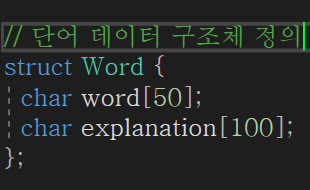 // 단어 데이터 구조체 정의
struct Word {
char word[50];
char explanation[100];
};